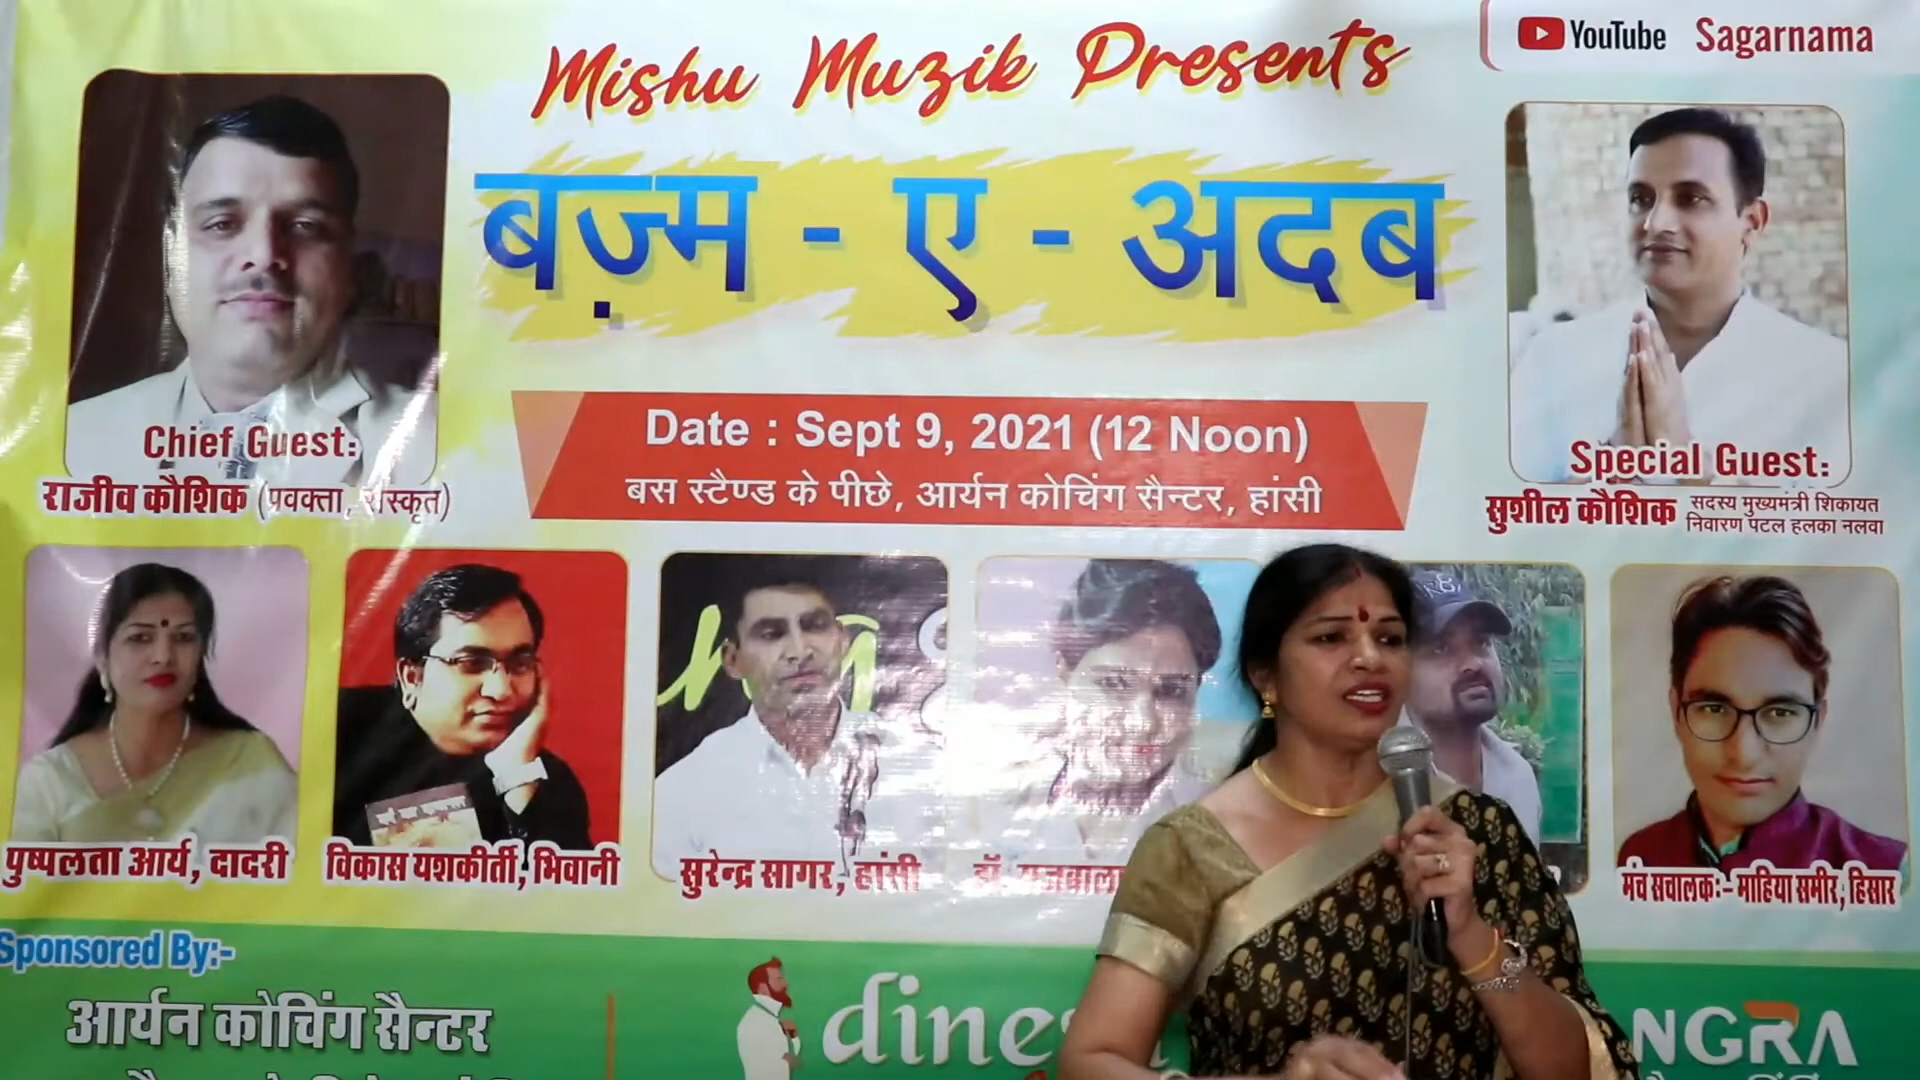 YouTube Sagarnama
Mishu Muzik Presents
बज़्म - ए - अदब
Date : Sept 9, 2021 (12 Noon)
बस स्टैण्ड के पीछे, आर्यन कोचिंग सैन्टर, हांसी
Chief Guest:
राजीव कौशिक (प्रवक्ता, संस्कृत)
Special Guest:
सुशील कौशिक सदस्य मुख्यमंत्री शिकायत
निवारण पटल हलका नलवा
पुष्पलता आर्य, दादरी
विकास यशकीर्ती, भिवानी
सुरेन्द्र सागर, हांसी
डॉ. राजबाला
मंच सचालकः- माहिया समीर, हिसार
Sponsored By:-
आर्यन कोचिंग सैन्टर
dine
NGRA